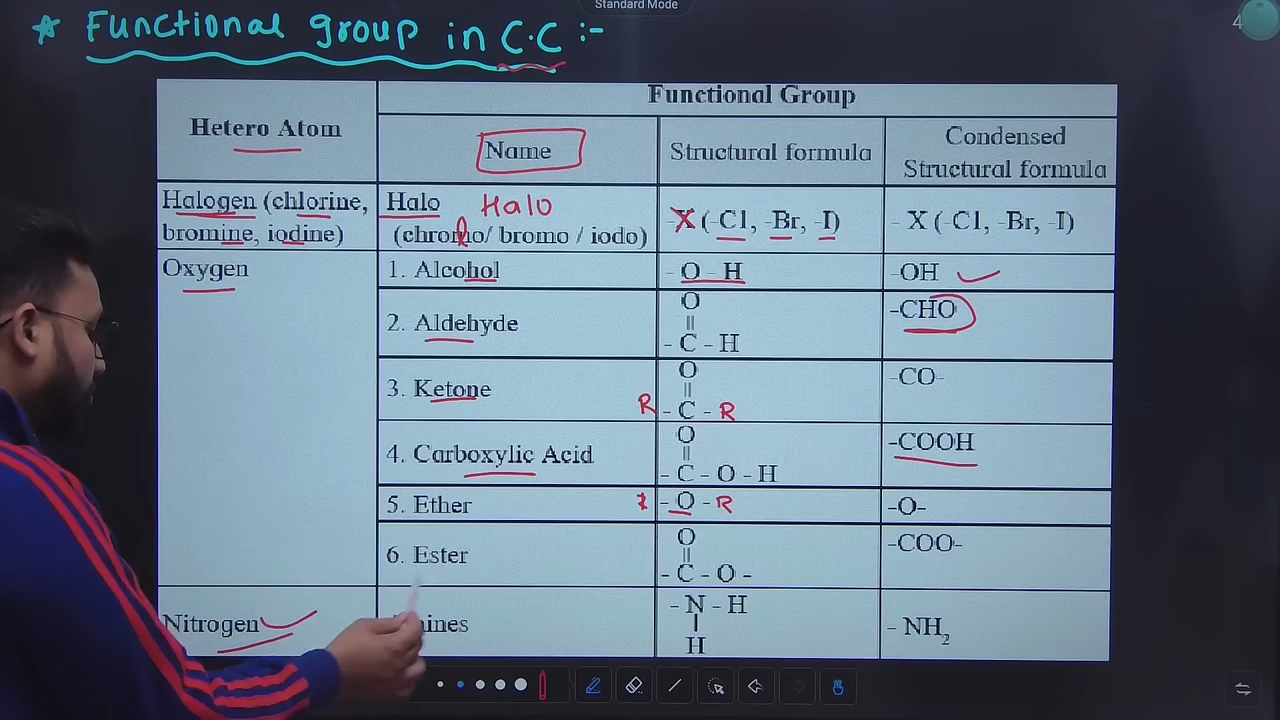 Standard Mode
* Functional group in C.C :-
4
Functional Group
Hetero Atom
Name
Structural formula
Condensed
Structural formula
Halogen (chlorine,
bromine, iodine)
Halo Halo
(chromo/ bromo / iodo)
l
-X (-Cl, -Br, -I)
- X (-Cl, -Br, -I)
Oxygen
1. Alcohol
- O - H
-OH
2. Aldehyde
O
||
- C - H
-CHO
3. Ketone
O
||
R - C - R
-CO-
4. Carboxylic Acid
O
||
- C - O - H
-COOH
5. Ether
- O - R
-O-
6. Ester
O
||
- C - O -
-COO-
Nitrogen
- N - H
|
H
- NH2